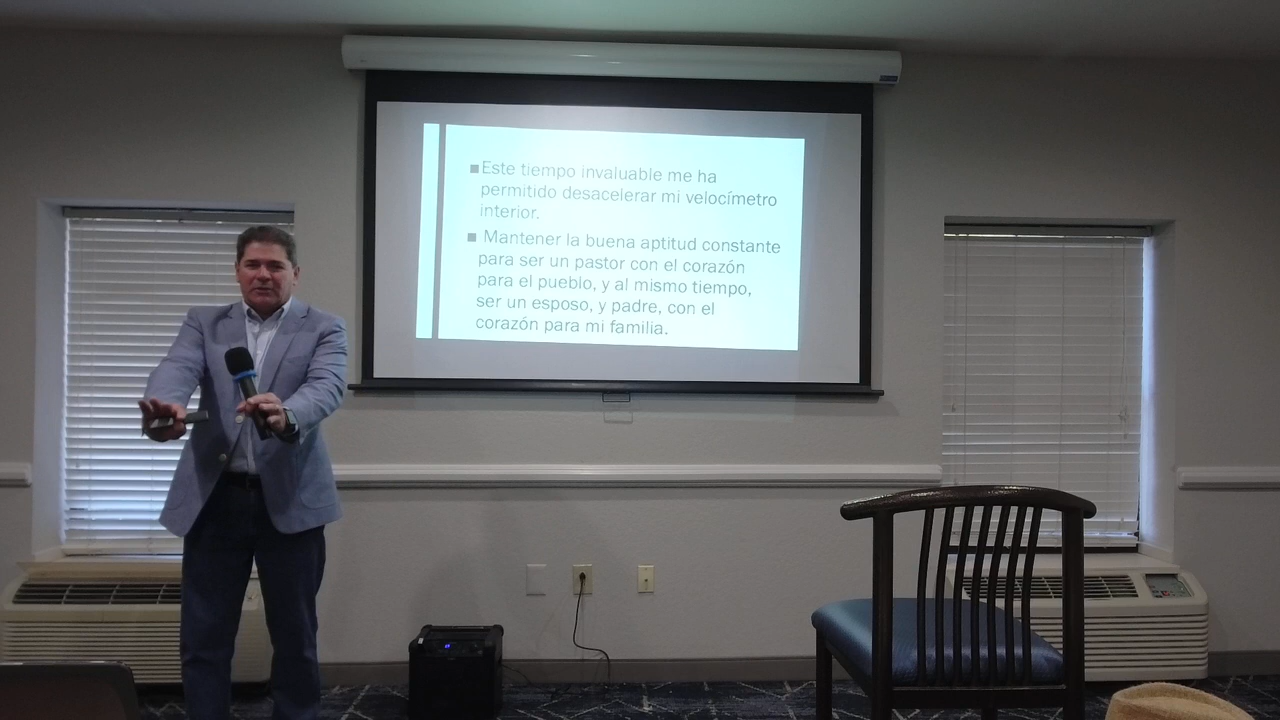 ■Este tiempo invaluable me ha
permitido desacelerar mi velocímetro
interior.
■ Mantener la buena aptitud constante
para ser un pastor con el corazón
para el pueblo, y al mismo tiempo,
ser un esposo, y padre, con el
corazón para mi familia.